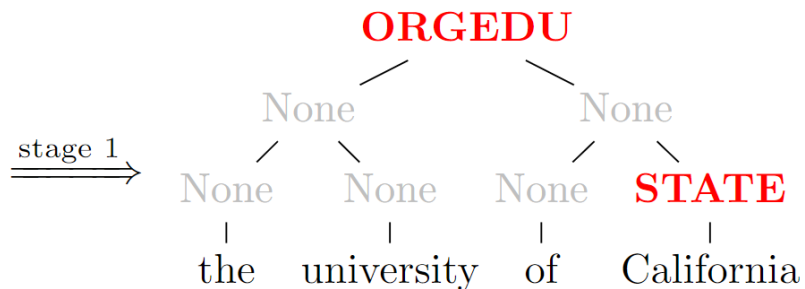 ORGEDU
None None
stage 1
None None None STATE
the university of California